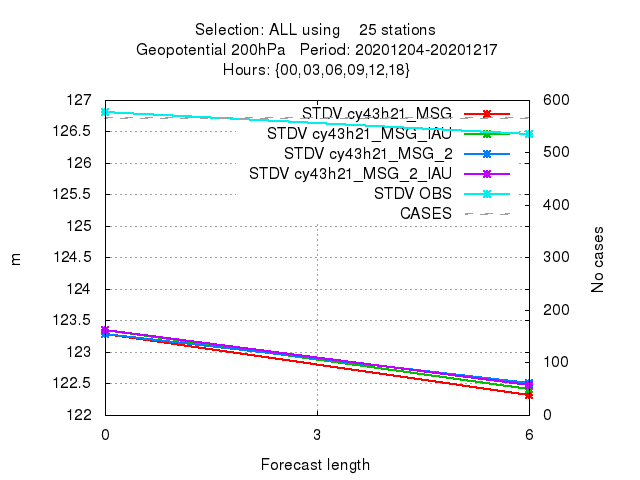 Selection: ALL using    25 stations
Geopotential 200hPa   Period: 20201204-20201217
Hours: {00,03,06,09,12,18}
127
126.5
126
125.5
125
124.5
124
123.5
123
122.5
122
600
500
400
300
200
100
0
STDV cy43h21_MSG
STDV cy43h21_MSG_IAU
STDV cy43h21_MSG_2
STDV cy43h21_MSG_2_IAU
STDV OBS
CASES
m
No cases
0
3
6
Forecast length